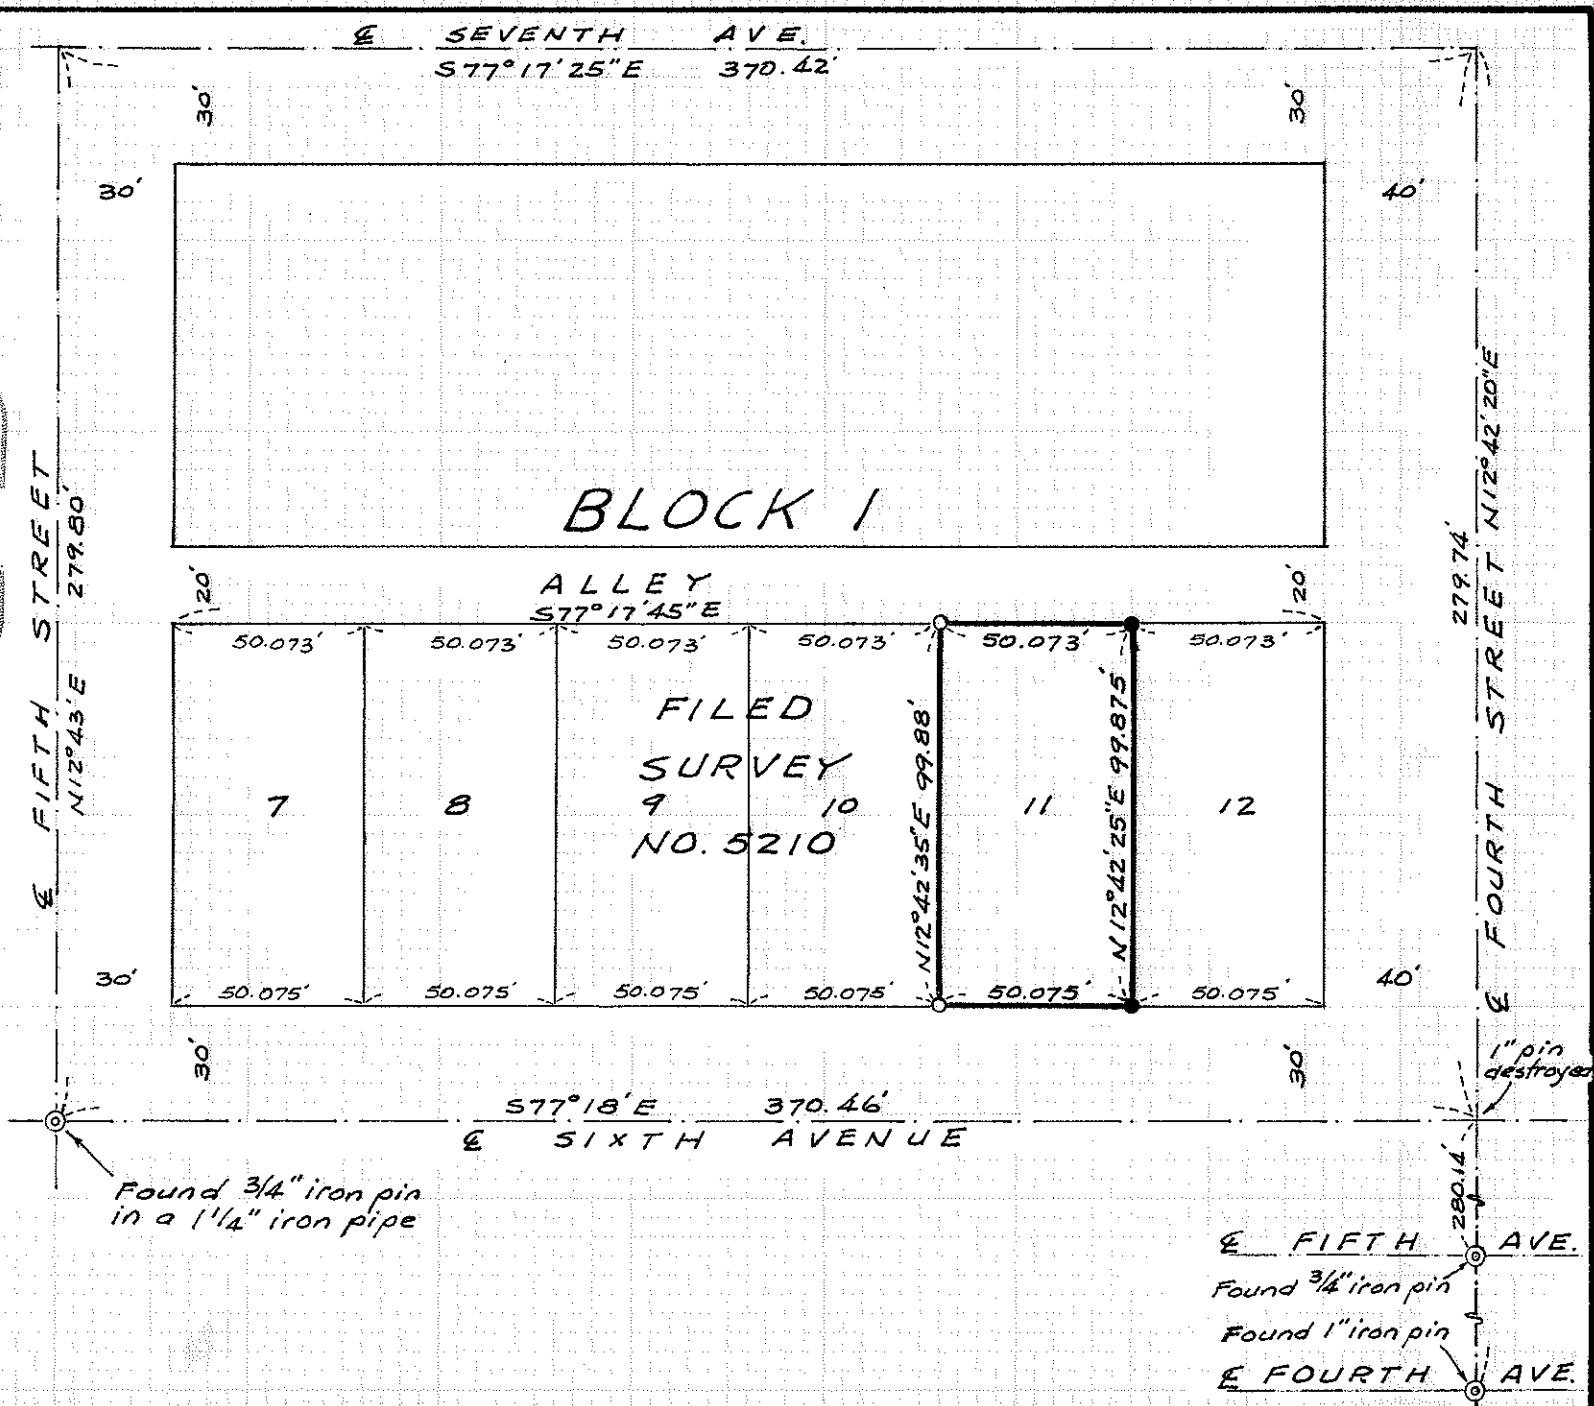 ℄ SEVENTH AVE.
S77°17'25"E 370.42'
30'
30'
30'
40'
℄ FIFTH STREET
N12°43'E 279.80'
℄ FOURTH STREET N12°42'20"E
279.74'
BLOCK 1
20'
ALLEY
20'
S77°17'45"E
50.073'
50.073'
50.073'
50.073'
50.073'
50.073'
FILED
SURVEY
NO. 5210
7
8
9
10
11
12
N12°42'35"E 99.88'
N12°42'25"E 99.875'
30'
40'
50.075'
50.075'
50.075'
50.075'
50.075'
50.075'
30'
30'
1" pin
destroyed
S77°18'E 370.46'
℄ SIXTH AVENUE
Found 3/4" iron pin
in a 1 1/4" iron pipe
280.14'
℄ FIFTH AVE.
Found 3/4" iron pin
Found 1" iron pin
℄ FOURTH AVE.